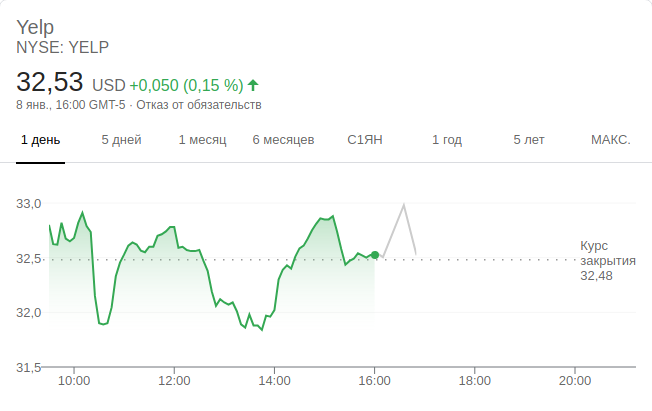 Yelp
NYSE: YELP
32,53 USD +0,050 (0,15 %)
8 янв., 16:00 GMT-5 · Отказ от обязательств
1 день 5 дней 1 месяц 6 месяцев С1ЯН 1 год 5 лет МАКС.
33,0
32,5
32,0
31,5
Курс
закрытия
32,48
10:00 12:00 14:00 16:00 18:00 20:00